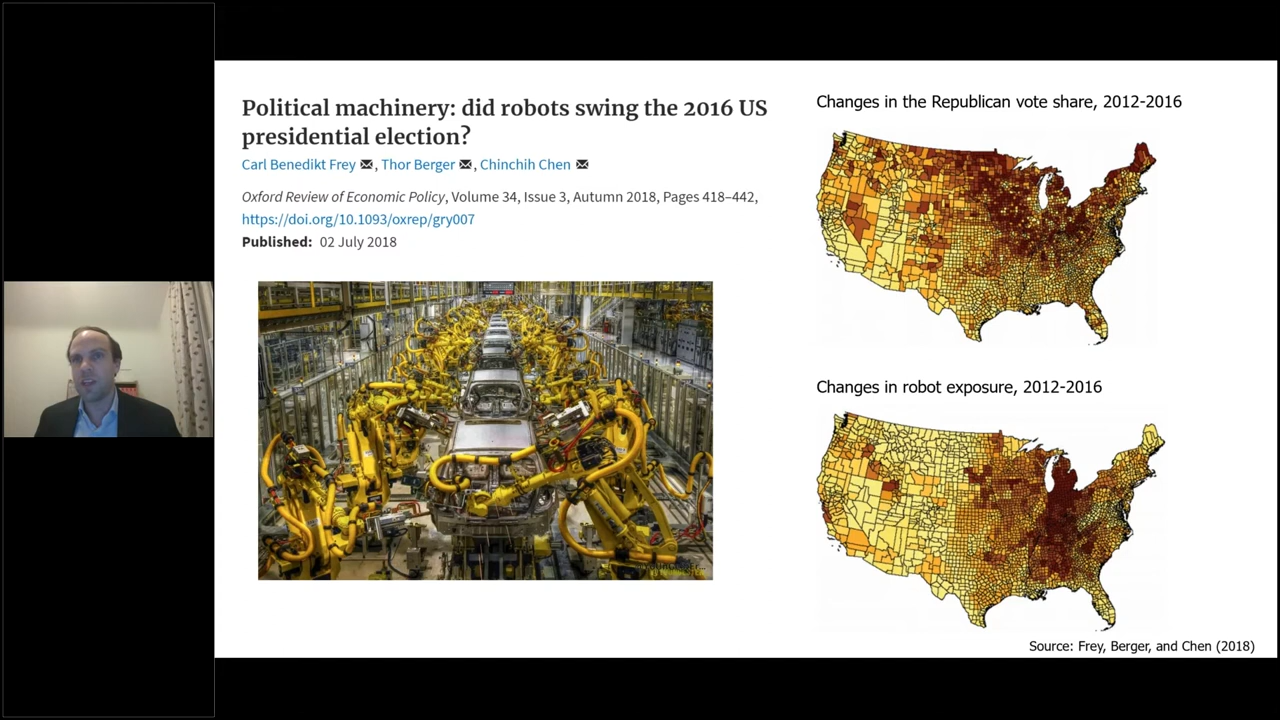 Political machinery: did robots swing the 2016 US
presidential election?
Carl Benedikt Frey, Thor Berger, Chinchih Chen
Oxford Review of Economic Policy, Volume 34, Issue 3, Autumn 2018, Pages 418–442,
https://doi.org/10.1093/oxrep/gry007
Published: 02 July 2018
Changes in the Republican vote share, 2012-2016
Changes in robot exposure, 2012-2016
Source: Frey, Berger, and Chen (2018)